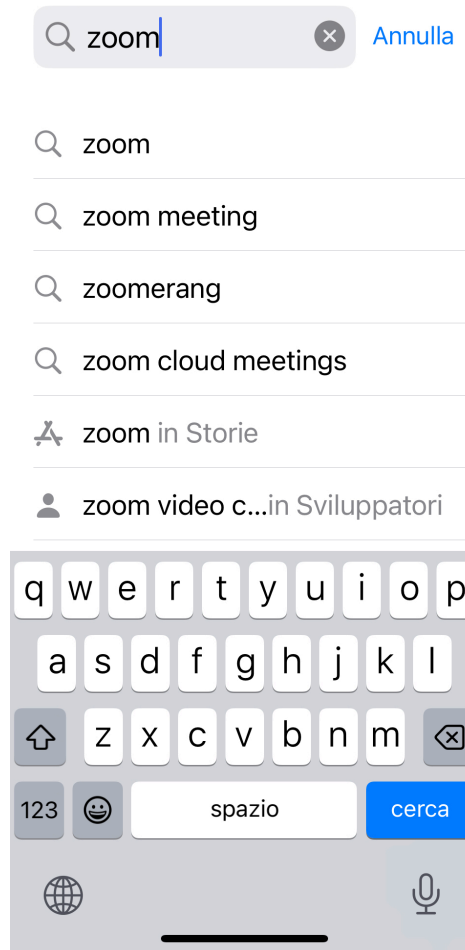 zoom Annulla
zoom
zoom meeting
zoomerang
zoom cloud meetings
zoom in Storie
zoom video c...in Sviluppatori
q w e r t y u i o p
a s d f g h j k l
z x c v b n m
123 spazio cerca